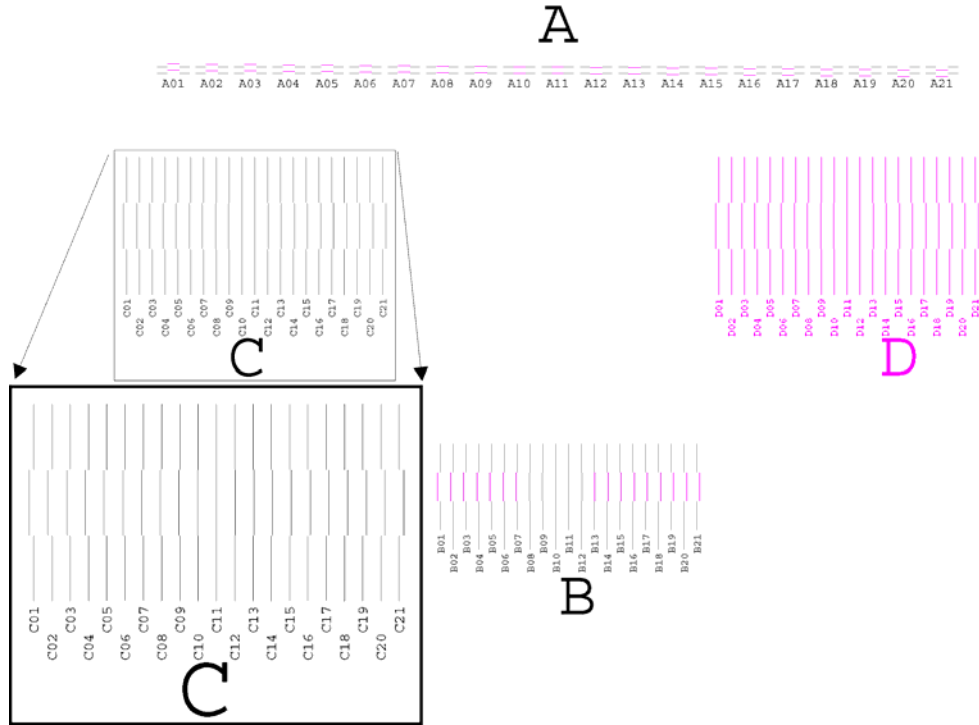 A
A01 A02 A03 A04 A05 A06 A07 A08 A09 A10 A11 A12 A13 A14 A15 A16 A17 A18 A19 A20 A21
C01 C02 C03 C04 C05 C06 C07 C08 C09 C10 C11 C12 C13 C14 C15 C16 C17 C18 C19 C20 C21
C
D01 D02 D03 D04 D05 D06 D07 D08 D09 D10 D11 D12 D13 D14 D15 D16 D17 D18 D19 D20 D21
D
B01 B02 B03 B04 B05 B06 B07 B08 B09 B10 B11 B12 B13 B14 B15 B16 B17 B18 B19 B20 B21
B
C01 C02 C03 C04 C05 C06 C07 C08 C09 C10 C11 C12 C13 C14 C15 C16 C17 C18 C19 C20 C21
C